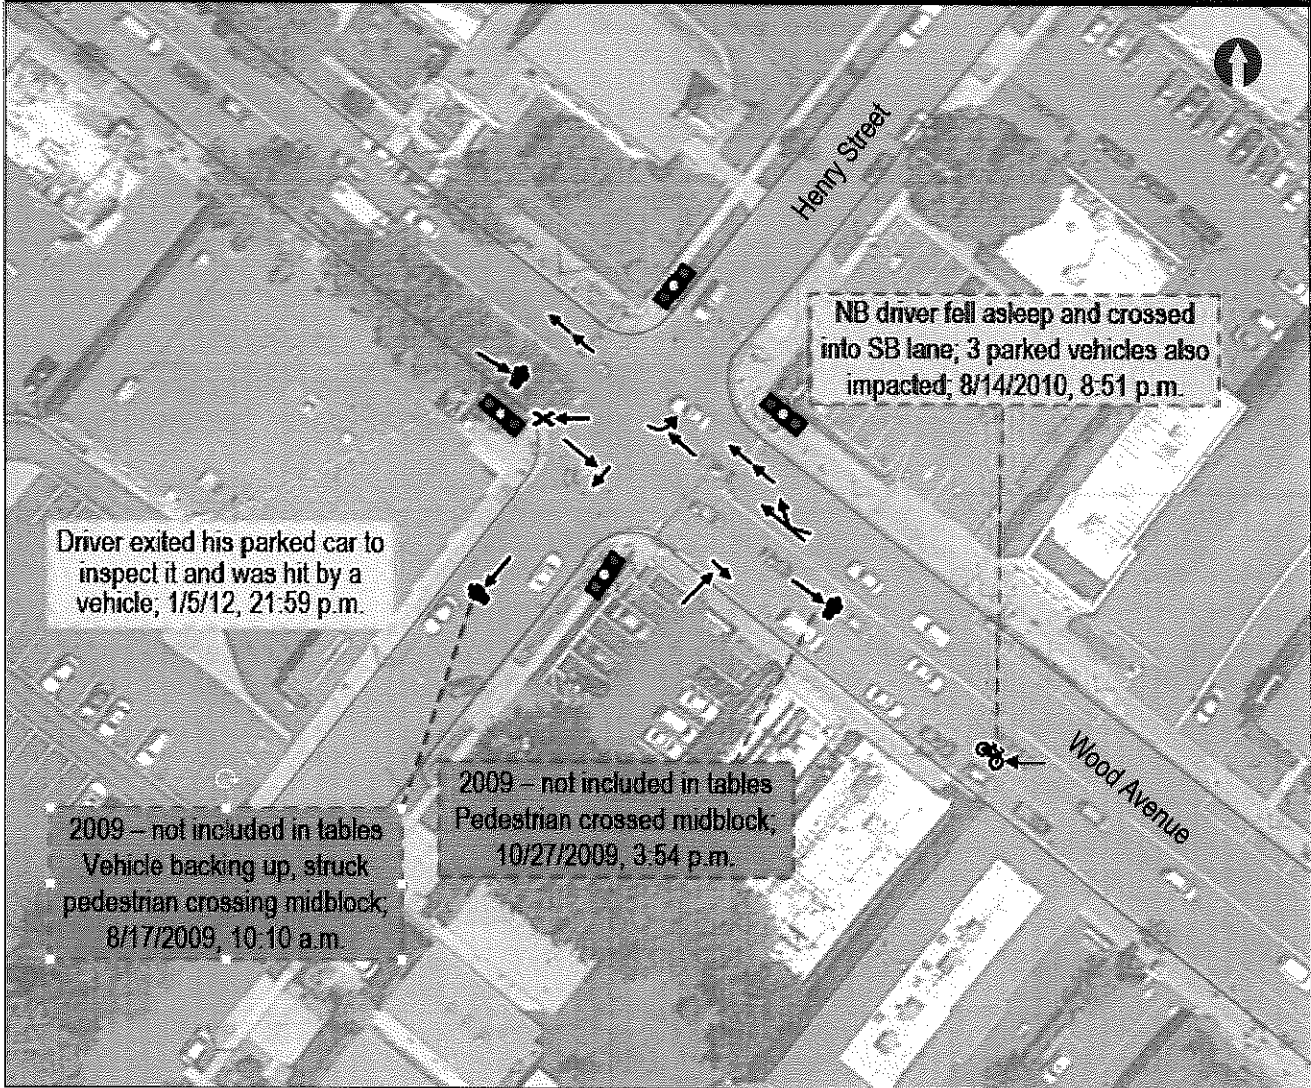 Henry Street
NB driver fell asleep and crossed
into SB lane; 3 parked vehicles also
impacted; 8/14/2010, 8:51 p.m.
Driver exited his parked car to
inspect it and was hit by a
vehicle; 1/5/12, 21:59 p.m.
Wood Avenue
2009 – not included in tables
Pedestrian crossed midblock;
10/27/2009, 3:54 p.m.
2009 – not included in tables
Vehicle backing up, struck
pedestrian crossing midblock;
8/17/2009, 10:10 a.m.